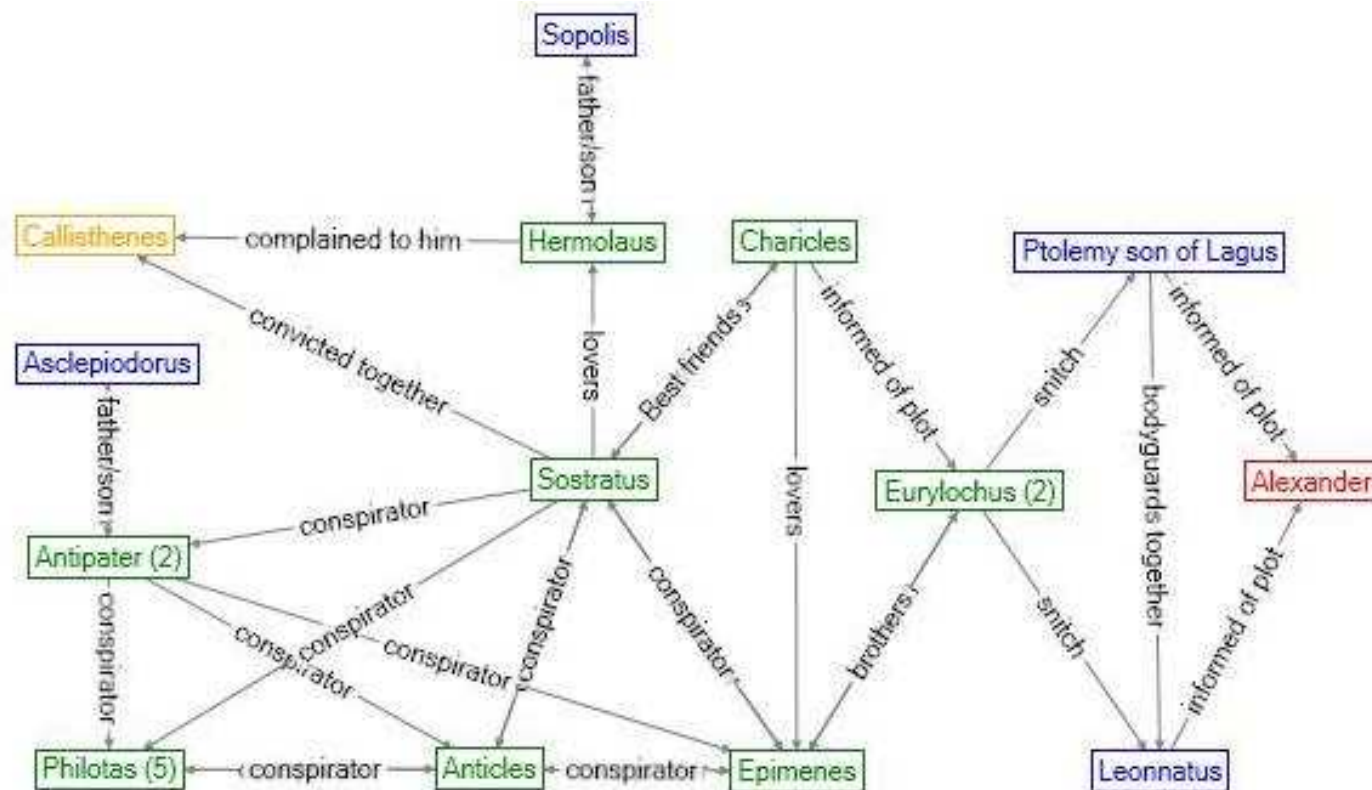 Sopolis
father/son
Callisthenes
complained to him
Hermolaus
Charicles
Ptolemy son of Lagus
convicted together
lovers
Best friends
informed of plot
snitch
bodyguards together
informed of plot
Asclepiodorus
father/son
Sostratus
lovers
Eurylochus (2)
Alexander
conspirator
Antipater (2)
conspirator
conspirator
conspirator
conspirator
conspirator
conspirator
brothers
snitch
informed of plot
Philotas (5)
conspirator
Anticles
conspirator
Epimenes
Leonnatus